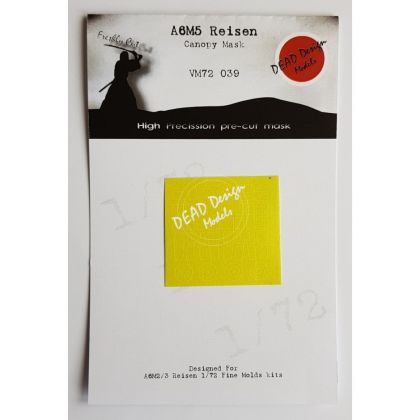 A6M5 Reisen
Canopy Mask
VM72 039
DEAD Design
Models
High Precission pre-cut mask
1/72
DEAD Design
Models
1/72
Designed For
A6M2/3 Reisen 1/72 Fine Molds kits